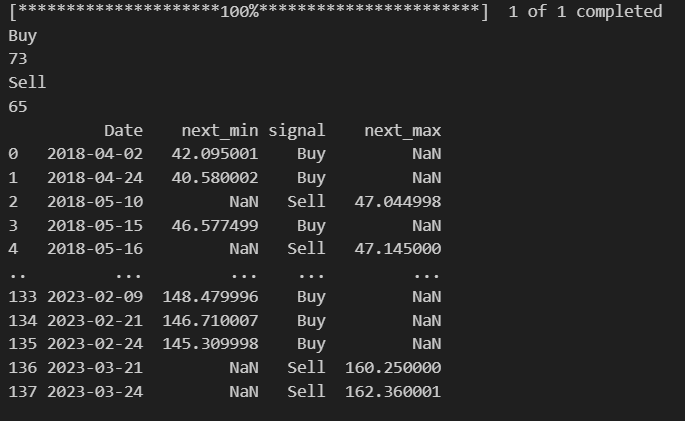 [*********************100%***********************]  1 of 1 completed
Buy
73
Sell
65
          Date    next_min signal    next_max
0   2018-04-02   42.095001    Buy         NaN
1   2018-04-24   40.580002    Buy         NaN
2   2018-05-10         NaN   Sell   47.044998
3   2018-05-15   46.577499    Buy         NaN
4   2018-05-16         NaN   Sell   47.145000
..         ...         ...    ...         ...
133 2023-02-09  148.479996    Buy         NaN
134 2023-02-21  146.710007    Buy         NaN
135 2023-02-24  145.309998    Buy         NaN
136 2023-03-21         NaN   Sell  160.250000
137 2023-03-24         NaN   Sell  162.360001